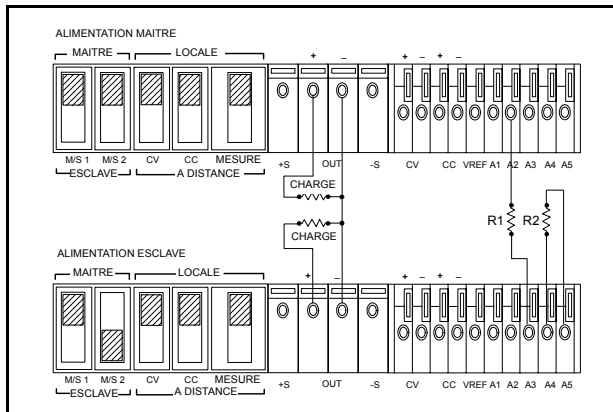 ALIMENTATION MAITRE
MAITRE LOCALE
+ –
+ – + –
M/S 1 M/S 2 CV CC MESURE +S OUT -S CV CC VREF A1 A2 A3 A4 A5
ESCLAVE A DISTANCE
CHARGE
R1 R2
CHARGE
ALIMENTATION ESCLAVE
MAITRE LOCALE
+ –
+ – + –
M/S 1 M/S 2 CV CC MESURE +S OUT -S CV CC VREF A1 A2 A3 A4 A5
ESCLAVE A DISTANCE